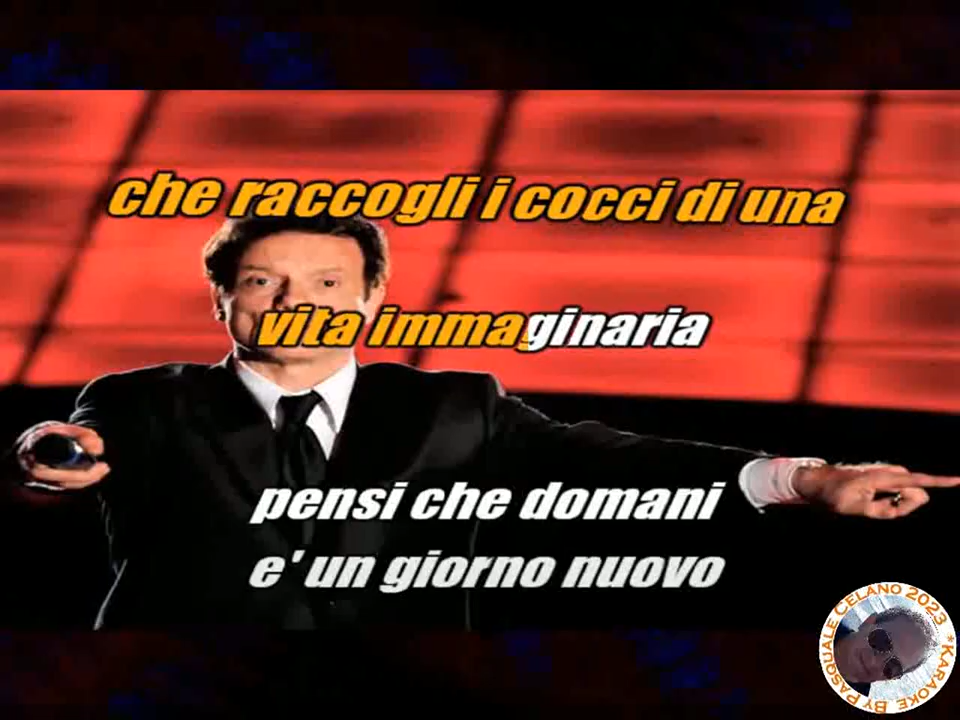 che raccogli i cocci di una
vita immaginaria
pensi che domani
e' un giorno nuovo
* KARAOKE BY PASQUALE CELANO 2023